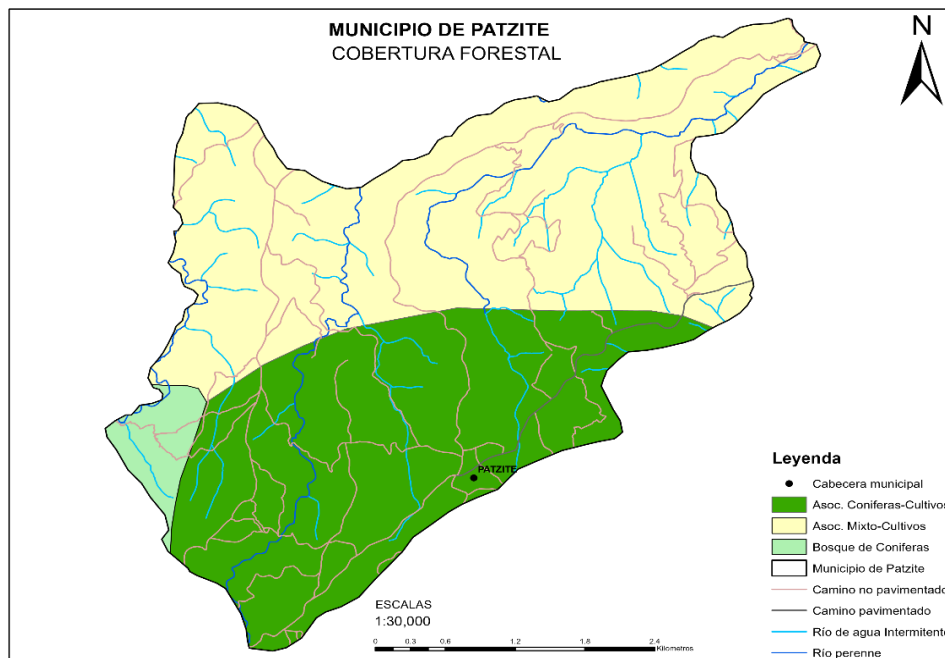 MUNICIPIO DE PATZITE
COBERTURA FORESTAL
N
PATZITE
Leyenda
Cabecera municipal
Asoc. Coniferas-Cultivos
Asoc. Mixto-Cultivos
Bosque de Coniferas
Municipio de Patzite
Camino no pavimentado
Camino pavimentado
Río de agua Intermitente
Río perenne
ESCALAS
1:30,000
0 0.3 0.6 1.2 1.8 2.4
Kilometros